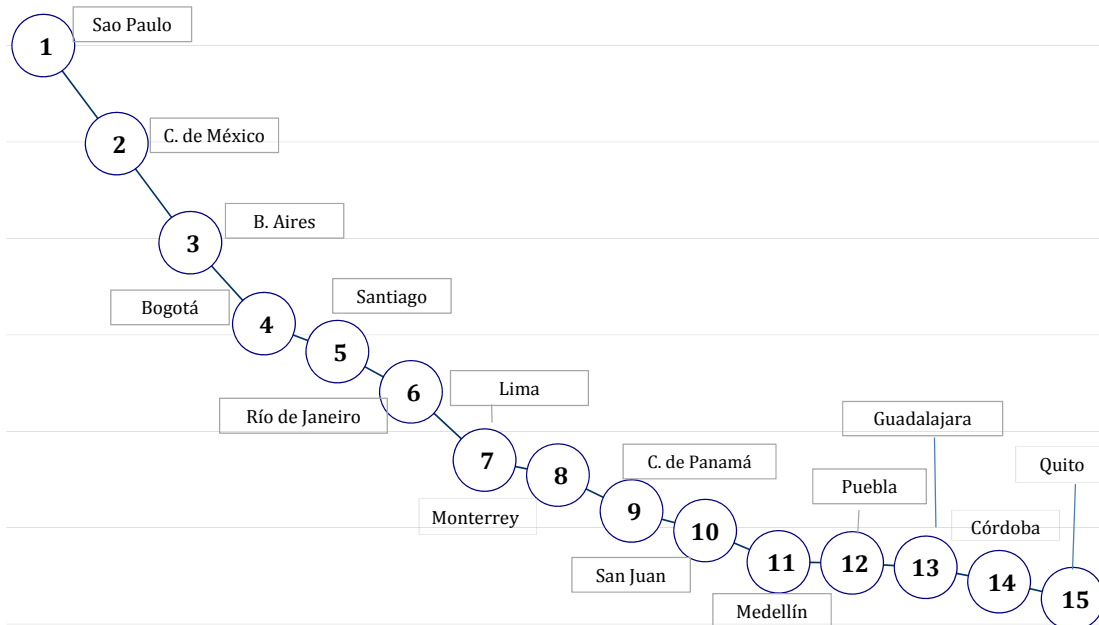 1
Sao Paulo
2
C. de México
3
B. Aires
Bogotá
4
Santiago
5
Río de Janeiro
6
Lima
7
Monterrey
8
C. de Panamá
9
San Juan
10
Medellín
11
Puebla
12
Guadalajara
13
Córdoba
14
Quito
15